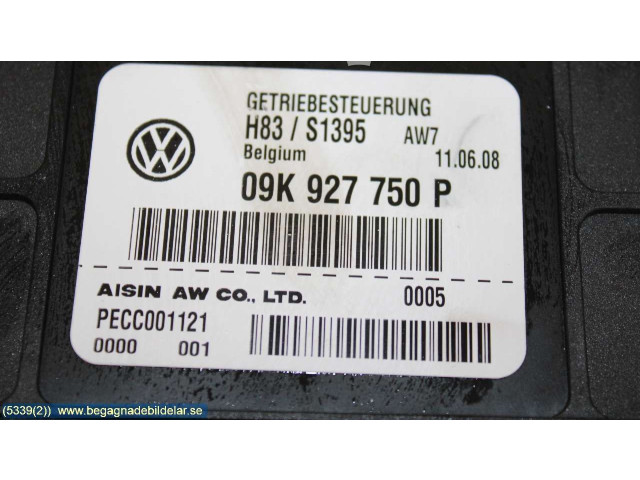 GETRIEBESTEUERUNG
H83 / S1395 AW7
Belgium 11.06.08
09K 927 750 P
AISIN AW CO., LTD. 0005
PECC001121
0000 001
(5339(2)) www.begagnadebildelar.se